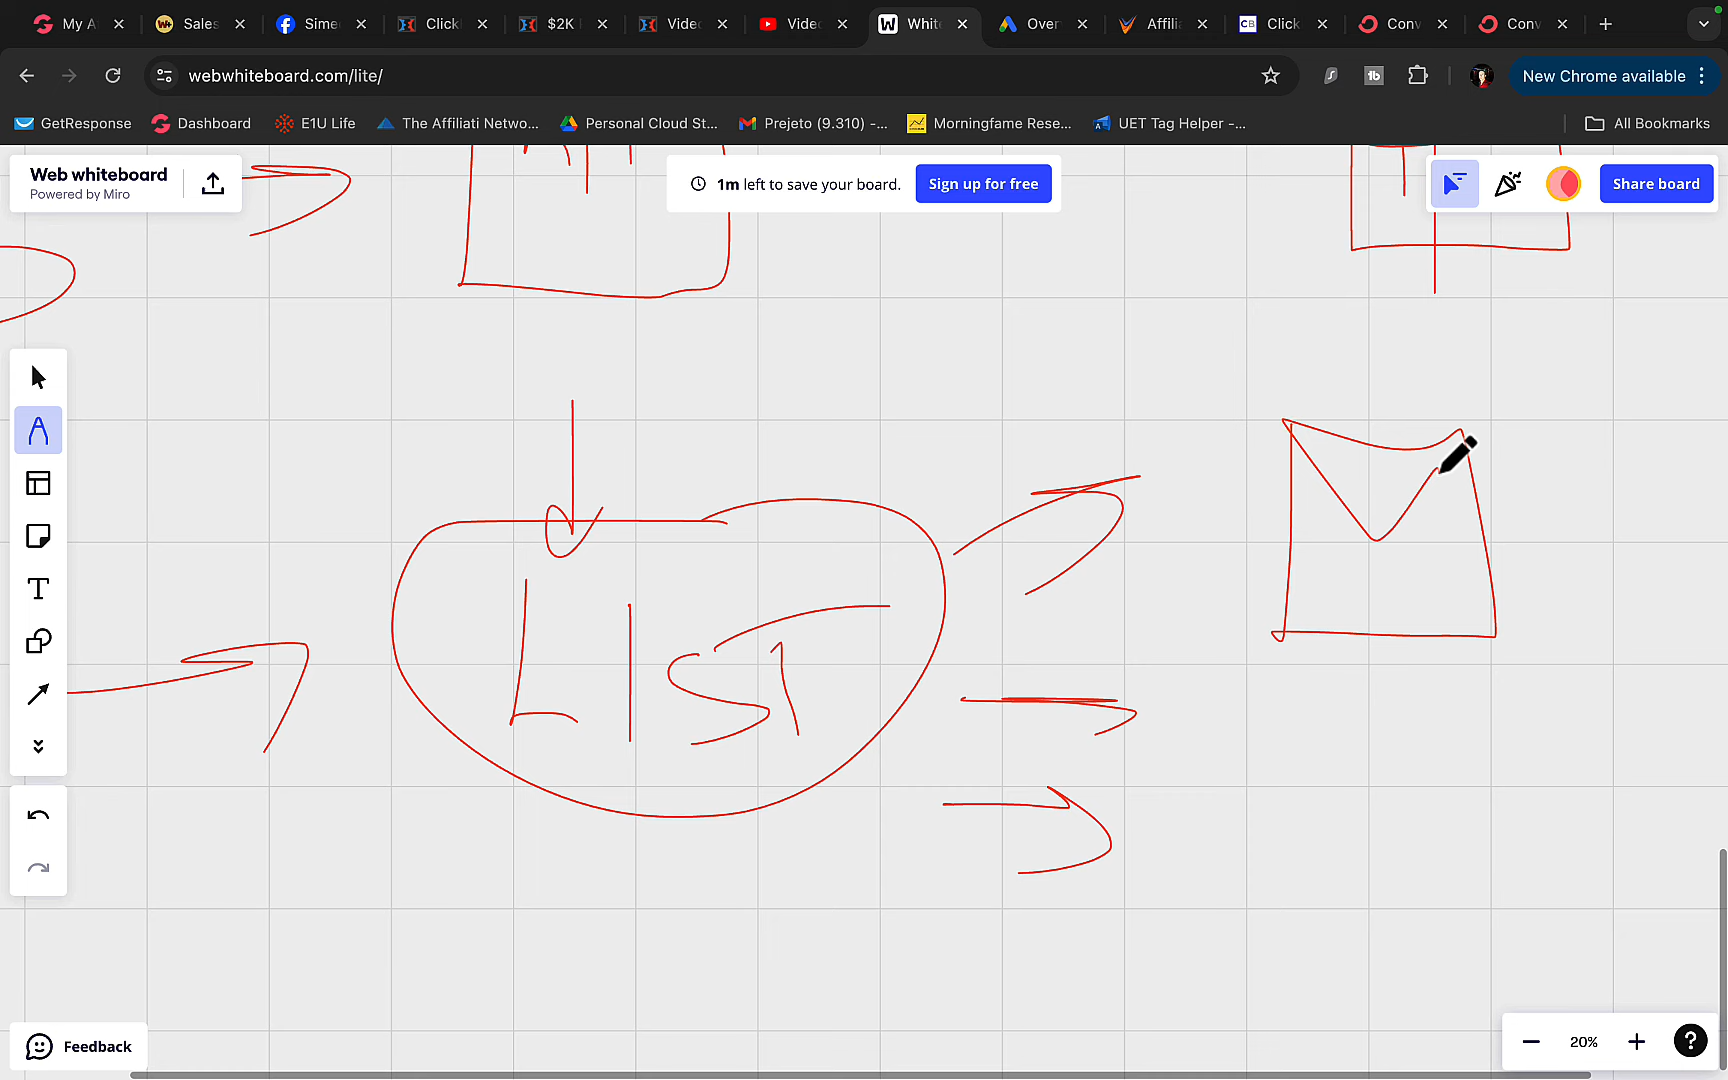 My A
Sales
Sime
Click
$2K
Vide
Vide
White
Over
Affili
Click
Conv
Conv
webwhiteboard.com/lite/
New Chrome available
GetResponse
Dashboard
E1U Life
The Affiliati Netwo...
Personal Cloud St...
Prejeto (9.310) -...
Morningfame Rese...
UET Tag Helper -...
All Bookmarks
Web whiteboard
Powered by Miro
1m left to save your board.
Sign up for free
Share board
LIST
Feedback
20%